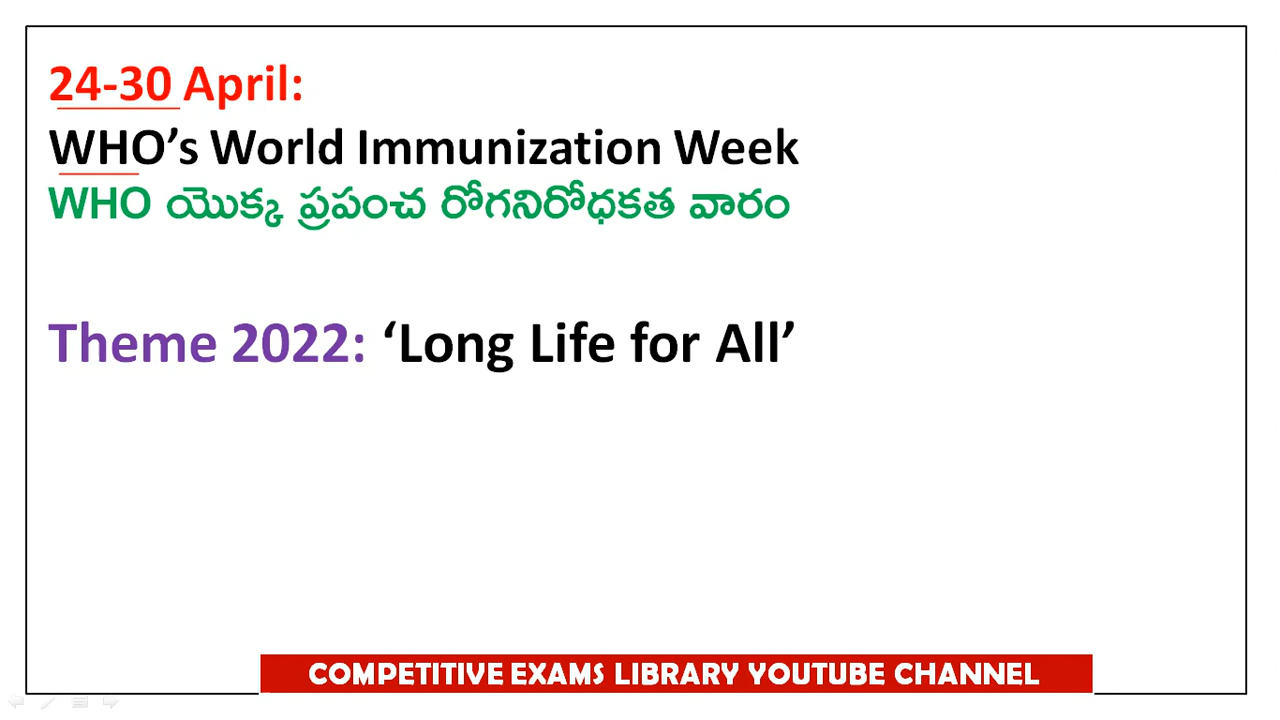 24-30 April:
WHO’s World Immunization Week
WHO యొక్క ప్రపంచ రోగనిరోధకత వారం
Theme 2022: ‘Long Life for All’
COMPETITIVE EXAMS LIBRARY YOUTUBE CHANNEL